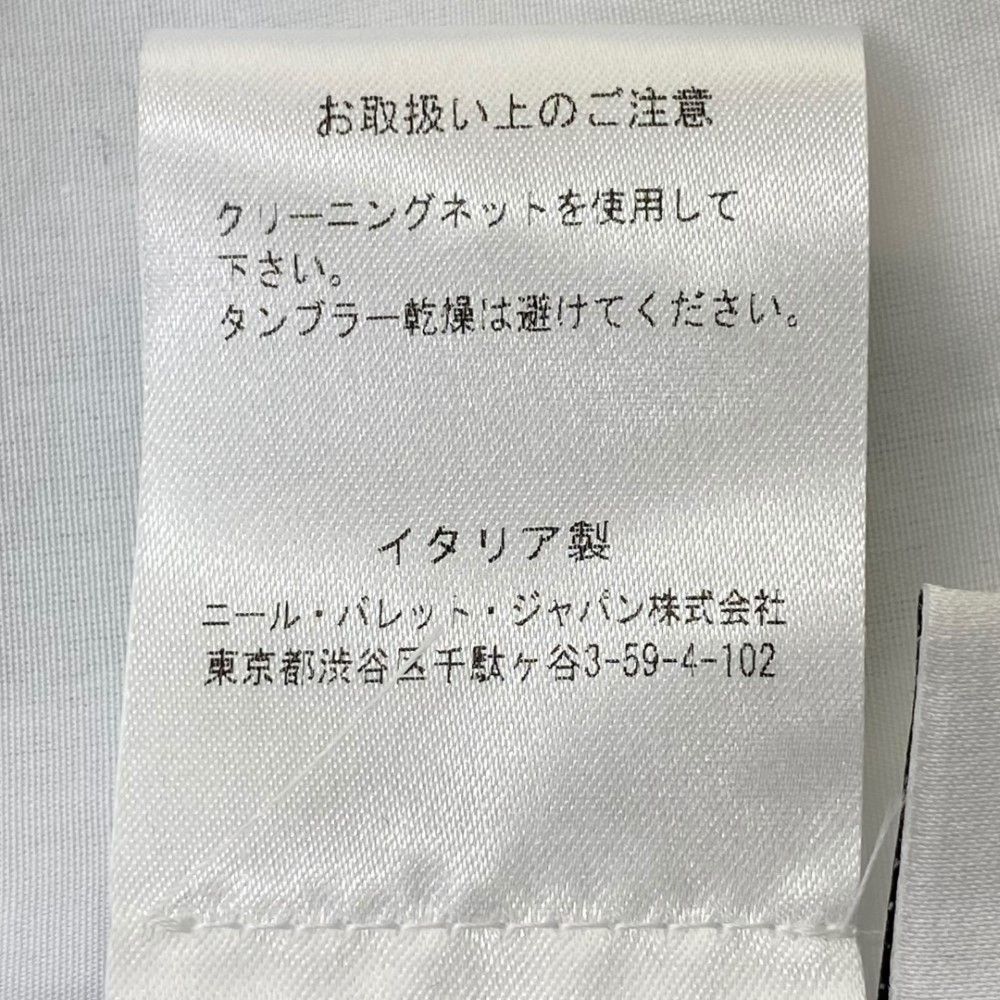 お取扱い上のご注意
クリーニングネットを使用して
下さい。
タンブラー乾燥は避けてください。
イタリア製
ニール・バレット・ジャパン株式会社
東京都渋谷区千駄ヶ谷3-59-4-102